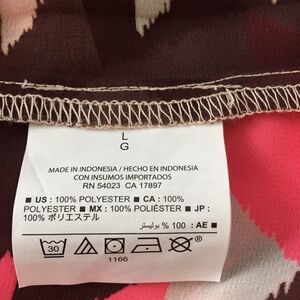 L
G
MADE IN INDONESIA / HECHO EN INDONESIA
CON INSUMOS IMPORTADOS
RN 54023 CA 17897
■ US : 100% POLYESTER ■ CA : 100%
POLYESTER ■ MX : 100% POLIÉSTER ■ JP :
100% ポリエステル
■ AE : 100 % بوليستر
30
1166